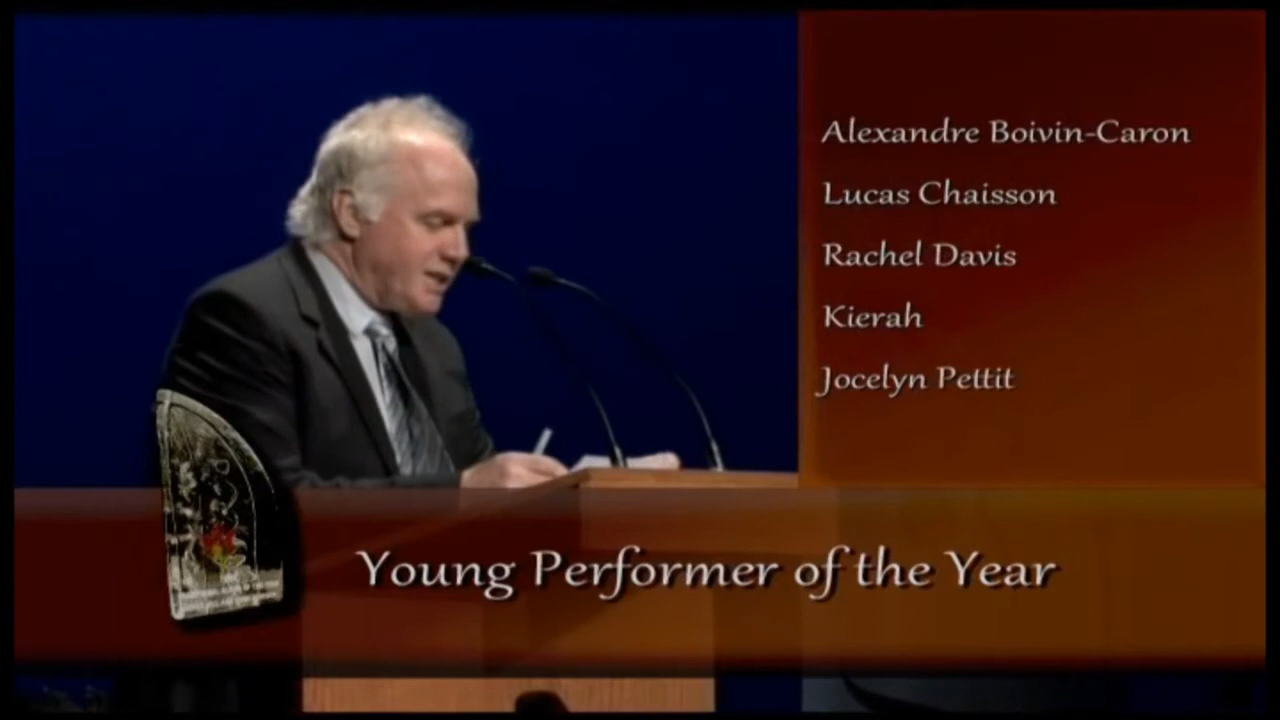 Alexandre Boivin-Caron
Lucas Chaisson
Rachel Davis
Kierah
Jocelyn Pettit
Young Performer of the Year